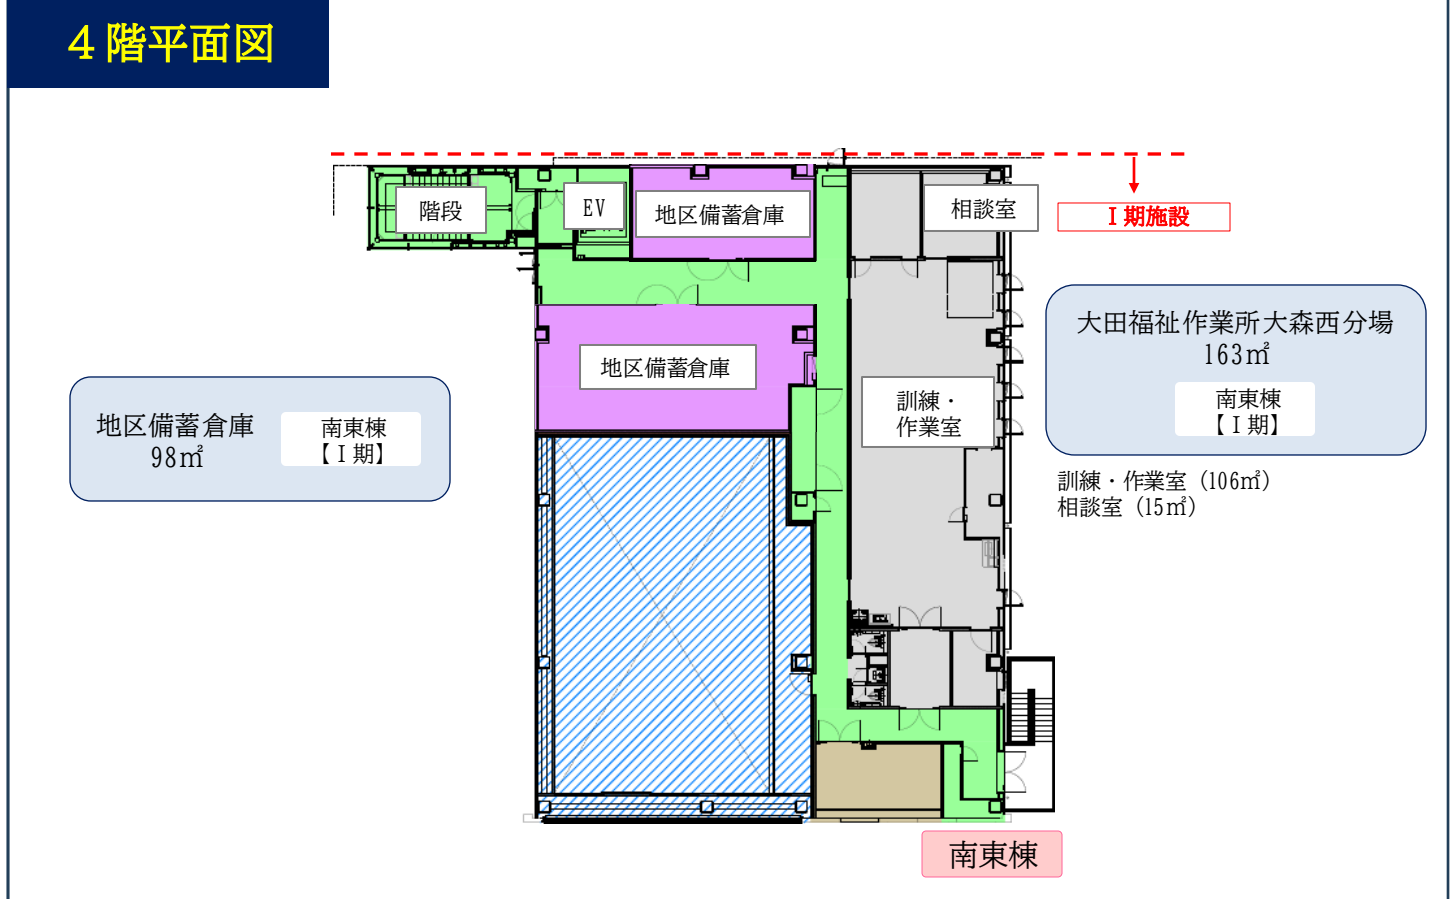 ４階平面図
階段
EV
地区備蓄倉庫
相談室
Ⅰ期施設
地区備蓄倉庫
訓練・
作業室
大田福祉作業所大森西分場
163㎡
南東棟
【Ⅰ期】
地区備蓄倉庫
98㎡
南東棟
【Ⅰ期】
訓練・作業室（106㎡）
相談室（15㎡）
南東棟